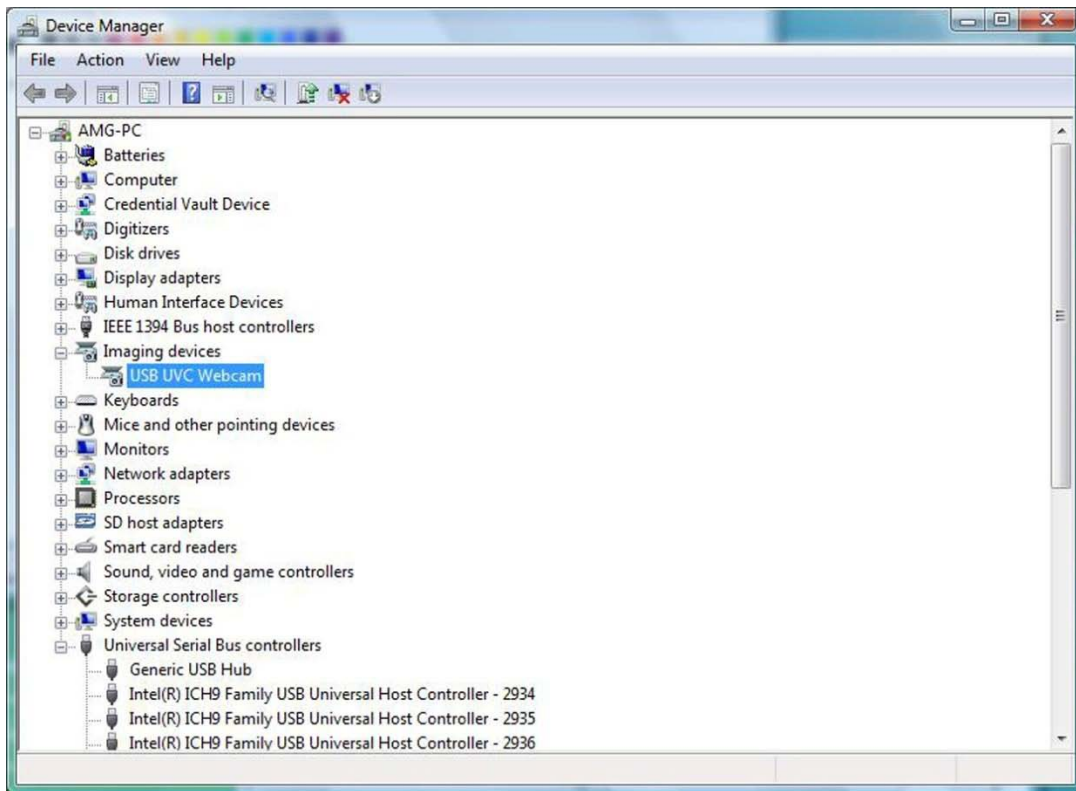 Device Manager
File Action View Help
AMG-PC
Batteries
Computer
Credential Vault Device
Digitizers
Disk drives
Display adapters
Human Interface Devices
IEEE 1394 Bus host controllers
Imaging devices
USB UVC Webcam
Keyboards
Mice and other pointing devices
Monitors
Network adapters
Processors
SD host adapters
Smart card readers
Sound, video and game controllers
Storage controllers
System devices
Universal Serial Bus controllers
Generic USB Hub
Intel(R) ICH9 Family USB Universal Host Controller - 2934
Intel(R) ICH9 Family USB Universal Host Controller - 2935
Intel(R) ICH9 Family USB Universal Host Controller - 2936